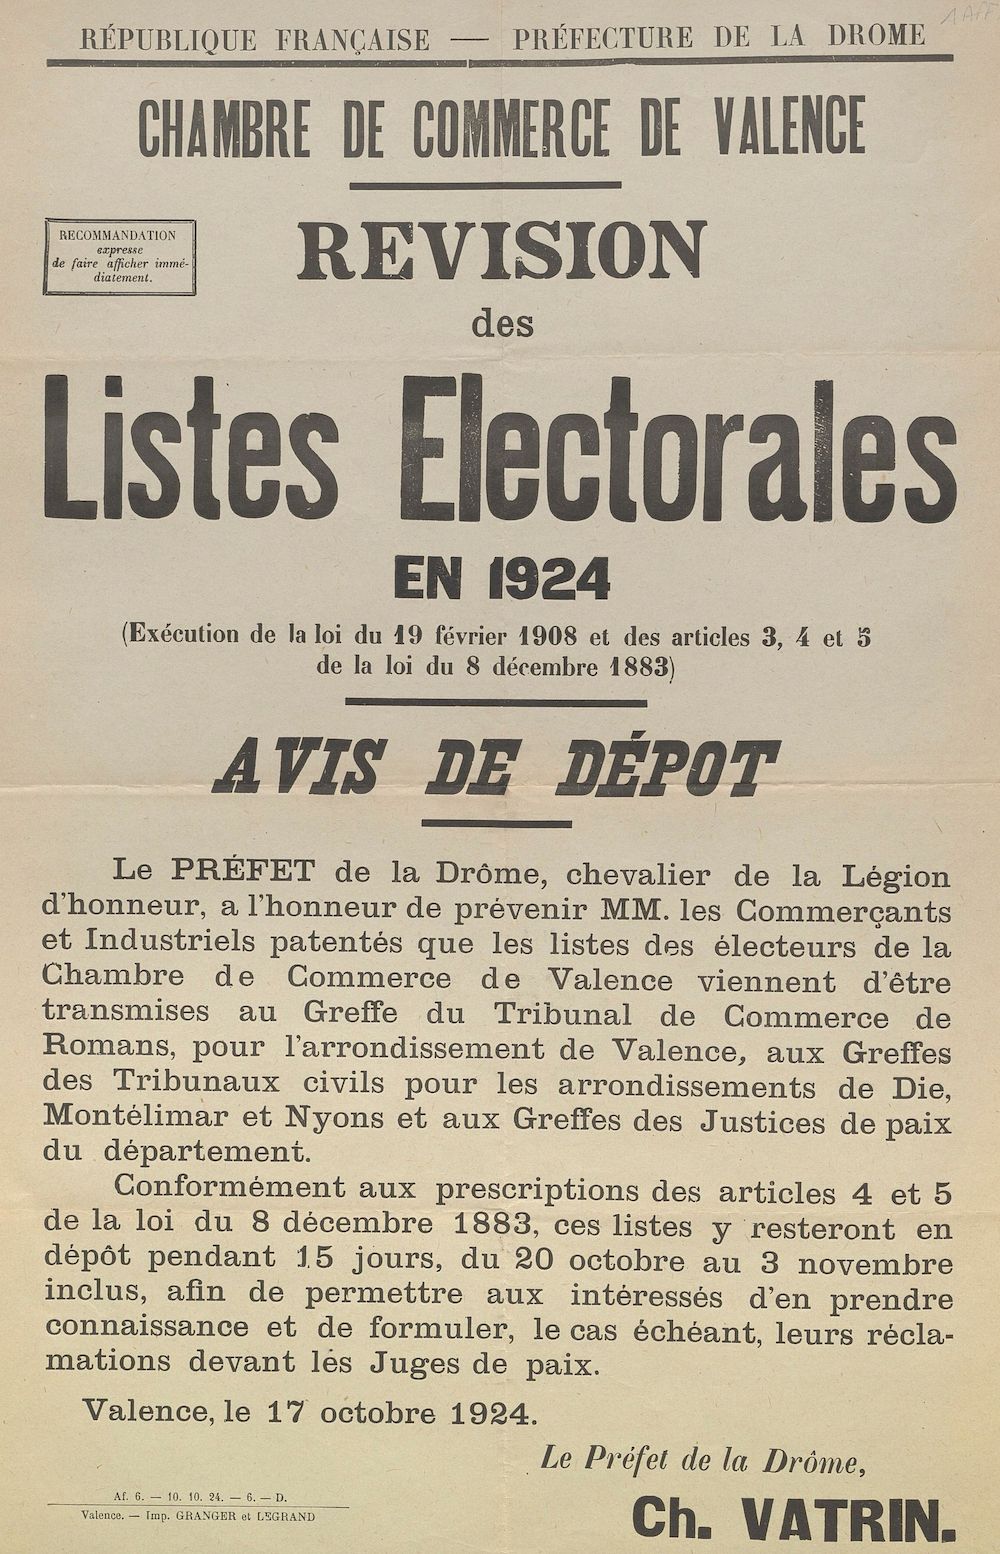 1 Aff
RÉPUBLIQUE FRANÇAISE — PRÉFECTURE DE LA DROME
CHAMBRE DE COMMERCE DE VALENCE
RECOMMANDATION
expresse
de faire afficher immé-
diatement.
REVISION
des
Listes Electorales
EN 1924
(Exécution de la loi du 19 février 1908 et des articles 3, 4 et 5
de la loi du 8 décembre 1883)
AVIS DE DÉPOT
Le PRÉFET de la Drôme, chevalier de la Légion
d'honneur, a l'honneur de prévenir MM. les Commerçants
et Industriels patentés que les listes des électeurs de la
Chambre de Commerce de Valence viennent d'être
transmises au Greffe du Tribunal de Commerce de
Romans, pour l'arrondissement de Valence, aux Greffes
des Tribunaux civils pour les arrondissements de Die,
Montélimar et Nyons et aux Greffes des Justices de paix
du département.
Conformément aux prescriptions des articles 4 et 5
de la loi du 8 décembre 1883, ces listes y resteront en
dépôt pendant 15 jours, du 20 octobre au 3 novembre
inclus, afin de permettre aux intéressés d'en prendre
connaissance et de formuler, le cas échéant, leurs récla-
mations devant les Juges de paix.
Valence, le 17 octobre 1924.
Le Préfet de la Drôme,
Ch. VATRIN.
Af. 6. — 10. 10. 24. — 6. — D.
Valence. — Imp. GRANGER et LEGRAND